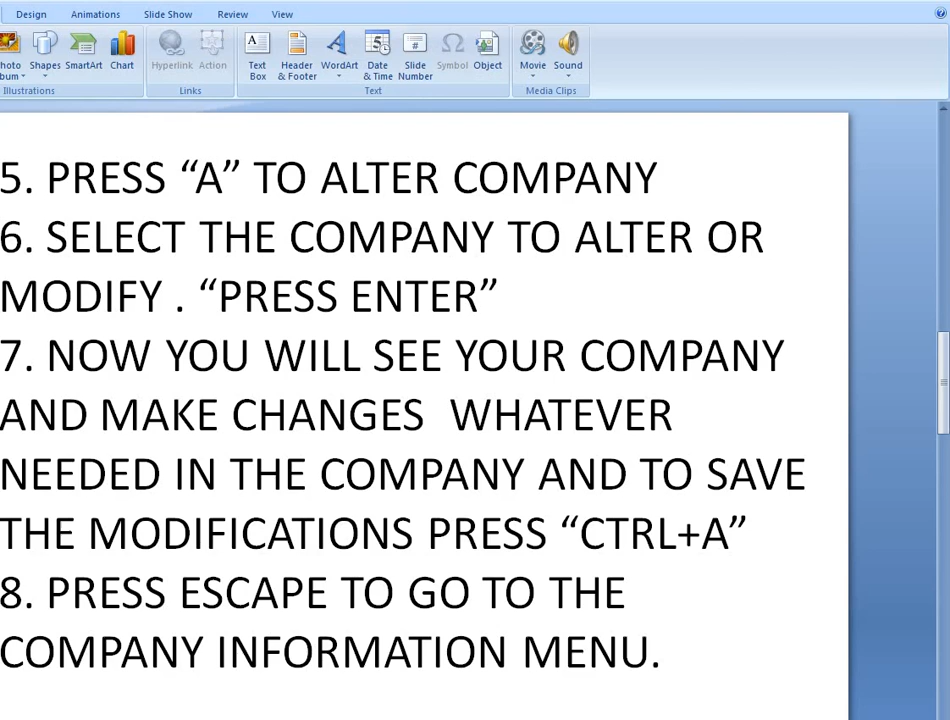 Design Animations Slide Show Review View
Photo Album Shapes SmartArt Chart Hyperlink Action Text Box Header & Footer WordArt Date & Time Slide Number Symbol Object Movie Sound
Illustrations Links Text Media Clips
5. PRESS “A” TO ALTER COMPANY
6. SELECT THE COMPANY TO ALTER OR
MODIFY . “PRESS ENTER”
7. NOW YOU WILL SEE YOUR COMPANY
AND MAKE CHANGES  WHATEVER
NEEDED IN THE COMPANY AND TO SAVE
THE MODIFICATIONS PRESS “CTRL+A”
8. PRESS ESCAPE TO GO TO THE
COMPANY INFORMATION MENU.